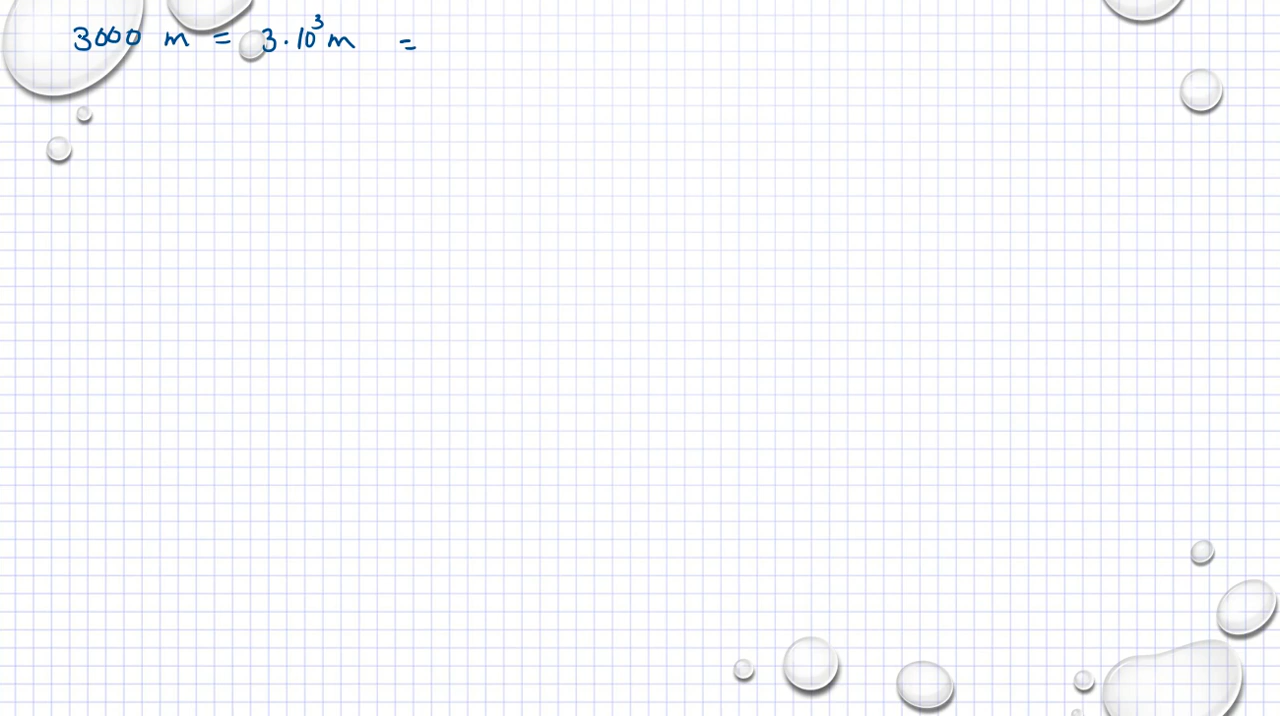 3000 m = 3·10³ m =